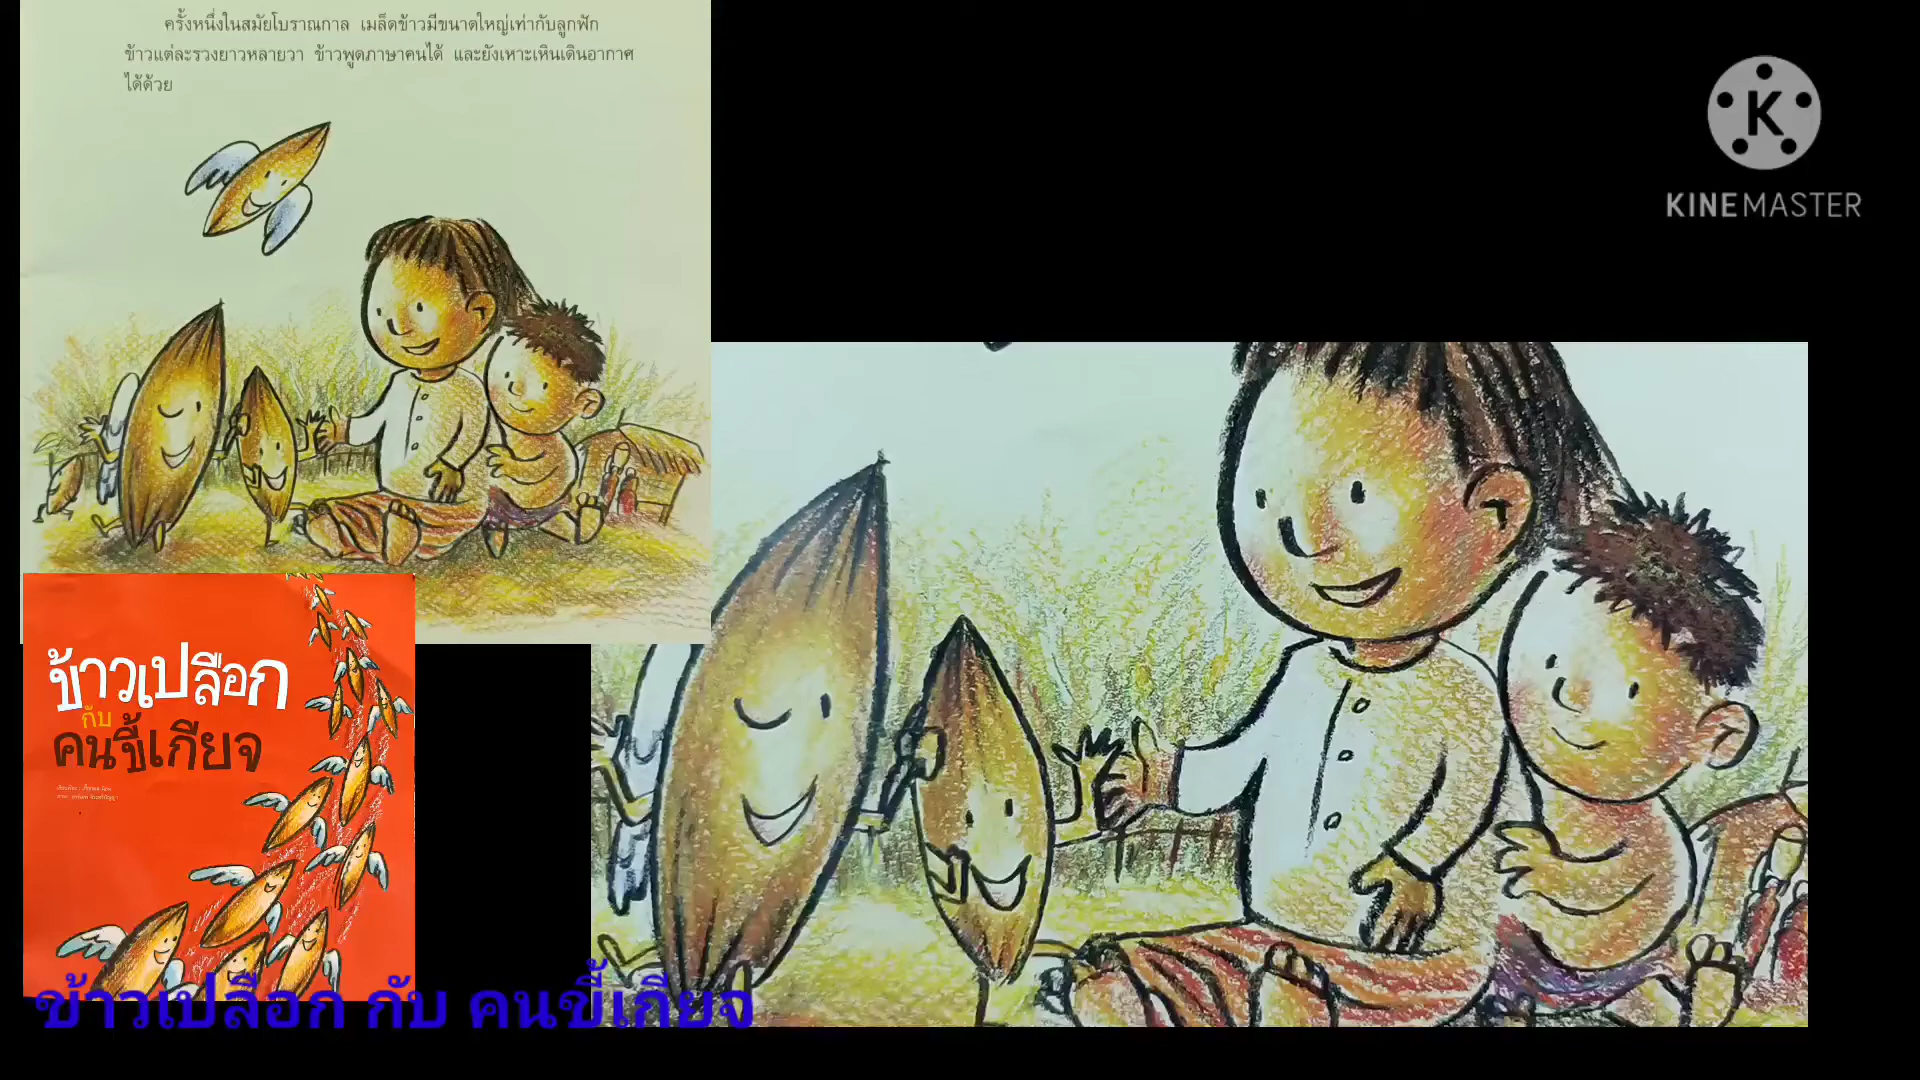 ครั้งหนึ่งในสมัยโบราณกาล เมล็ดข้าวมีขนาดใหญ่เท่ากับลูกฟัก
ข้าวแต่ละรวงยาวหลายวา ข้าวพูดภาษาคนได้ และยังเหาะเหินเดินอากาศ
ได้ด้วย
K
KINEMASTER
ข้าวเปลือก
กับ
คนขี้เกียจ
ข้าวเปลือก กับ คนขี้เกียจ